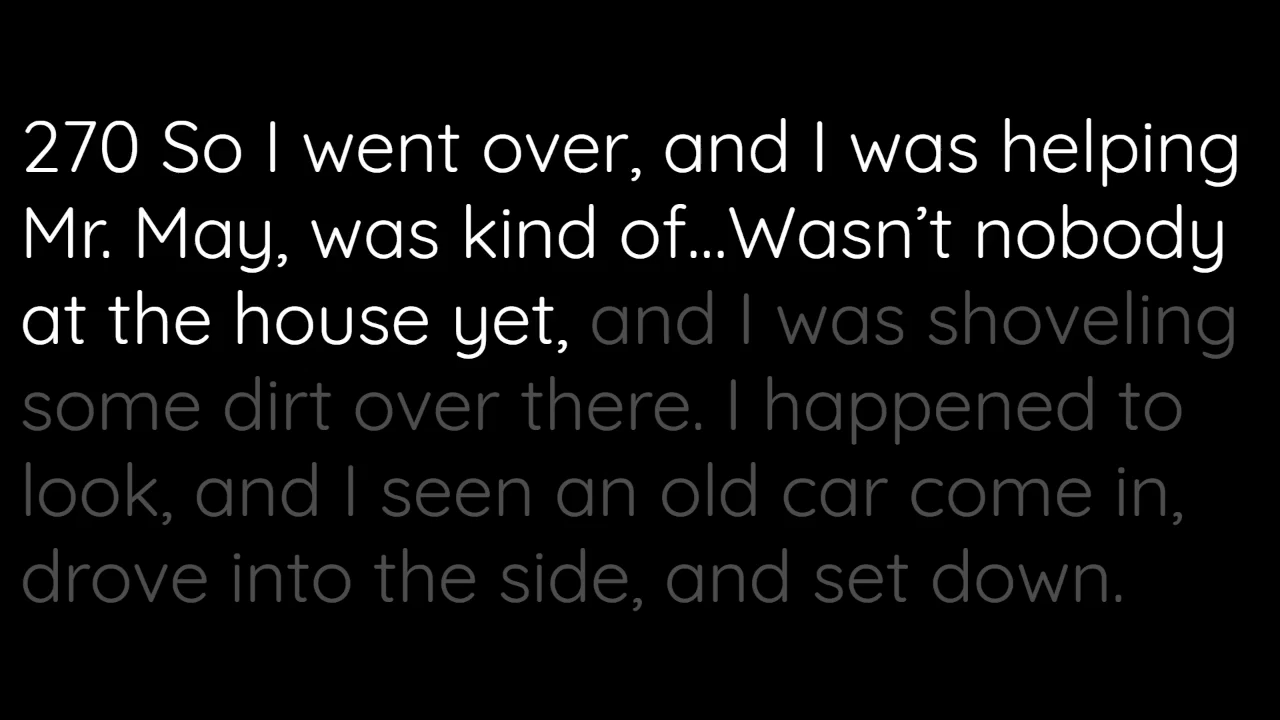 270 So I went over, and I was helping
Mr. May, was kind of...Wasn’t nobody
at the house yet, and I was shoveling
some dirt over there. I happened to
look, and I seen an old car come in,
drove into the side, and set down.